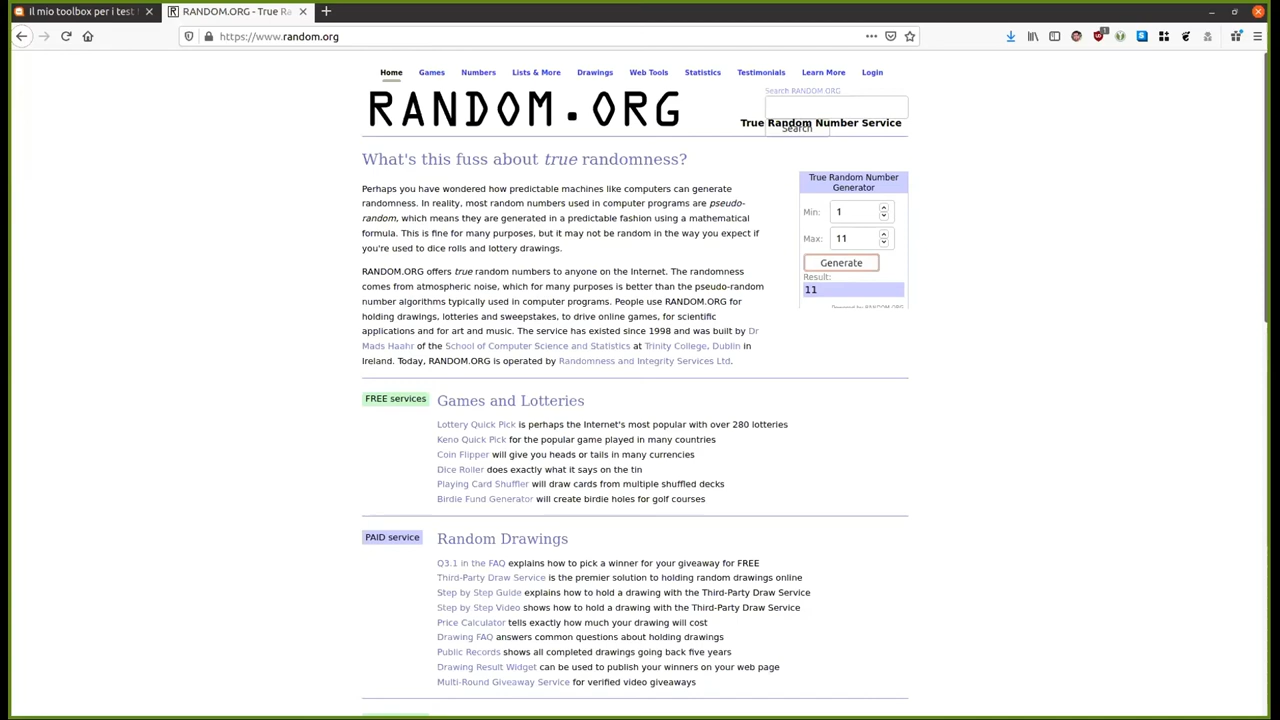 Il mio toolbox per i test
RANDOM.ORG - True Ra
https://www.random.org
Home Games Numbers Lists & More Drawings Web Tools Statistics Testimonials Learn More Login
Search RANDOM.ORG
RANDOM.ORG
True Random Number Service
Search
What's this fuss about true randomness?
Perhaps you have wondered how predictable machines like computers can generate
randomness. In reality, most random numbers used in computer programs are pseudo-
random, which means they are generated in a predictable fashion using a mathematical
formula. This is fine for many purposes, but it may not be random in the way you expect if
you're used to dice rolls and lottery drawings.
RANDOM.ORG offers true random numbers to anyone on the Internet. The randomness
comes from atmospheric noise, which for many purposes is better than the pseudo-random
number algorithms typically used in computer programs. People use RANDOM.ORG for
holding drawings, lotteries and sweepstakes, to drive online games, for scientific
applications and for art and music. The service has existed since 1998 and was built by Dr
Mads Haahr of the School of Computer Science and Statistics at Trinity College, Dublin in
Ireland. Today, RANDOM.ORG is operated by Randomness and Integrity Services Ltd.
True Random Number
Generator
Min: 1
Max: 11
Generate
Result:
11
Powered by RANDOM.ORG
FREE services
Games and Lotteries
Lottery Quick Pick is perhaps the Internet's most popular with over 280 lotteries
Keno Quick Pick for the popular game played in many countries
Coin Flipper will give you heads or tails in many currencies
Dice Roller does exactly what it says on the tin
Playing Card Shuffler will draw cards from multiple shuffled decks
Birdie Fund Generator will create birdie holes for golf courses
PAID service
Random Drawings
Q3.1 in the FAQ explains how to pick a winner for your giveaway for FREE
Third-Party Draw Service is the premier solution to holding random drawings online
Step by Step Guide explains how to hold a drawing with the Third-Party Draw Service
Step by Step Video shows how to hold a drawing with the Third-Party Draw Service
Price Calculator tells exactly how much your drawing will cost
Drawing FAQ answers common questions about holding drawings
Public Records shows all completed drawings going back five years
Drawing Result Widget can be used to publish your winners on your web page
Multi-Round Giveaway Service for verified video giveaways